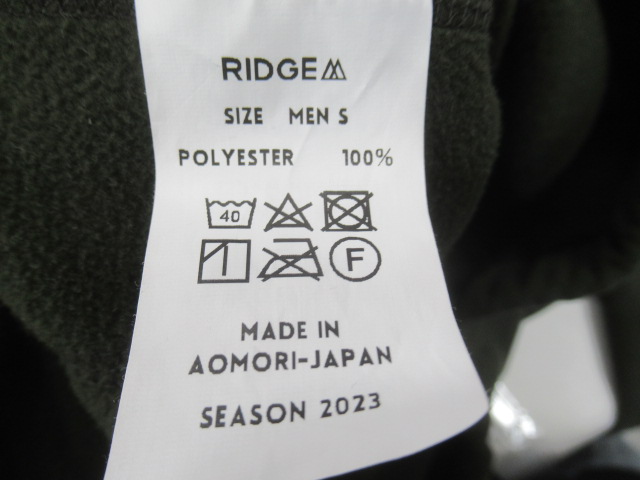 RIDGE
SIZE MEN S
POLYESTER 100%
40
F
MADE IN
AOMORI-JAPAN
SEASON 2023